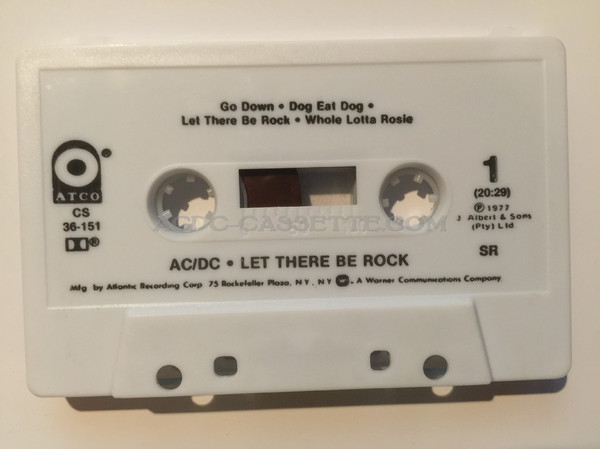 Go Down • Dog Eat Dog •
Let There Be Rock • Whole Lotta Rosie
ATCO
®
CS
36-151
®
1
(20:29)
℗ 1977
J. Albert & Sons
(Pty) Ltd
SR
ACDC-CASSETTE.COM
AC/DC • LET THERE BE ROCK
Mfg by Atlantic Recording Corp 75 Rockefeller Plaza, N.Y., N.Y. A Warner Communications Company